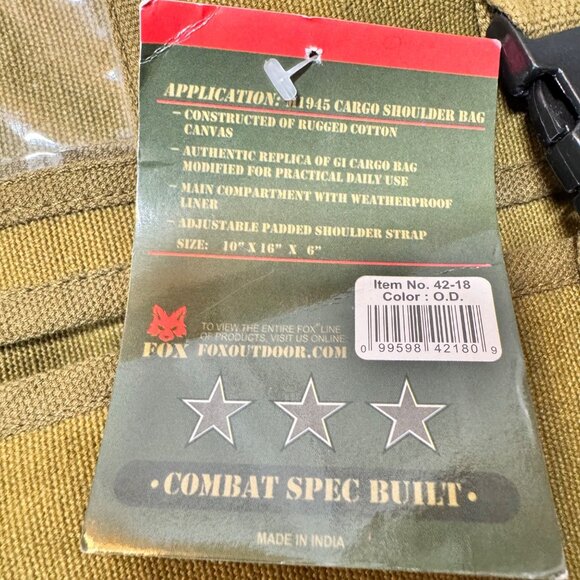 APPLICATION: M1945 CARGO SHOULDER BAG
– CONSTRUCTED OF RUGGED COTTON
CANVAS
– AUTHENTIC REPLICA OF GI CARGO BAG
MODIFIED FOR PRACTICAL DAILY USE
– MAIN COMPARTMENT WITH WEATHERPROOF
LINER
– ADJUSTABLE PADDED SHOULDER STRAP
SIZE: 10" X 16" X 6"
Item No. 42-18
Color : O.D.
0 99598 42180 9
TO VIEW THE ENTIRE FOX® LINE
OF PRODUCTS, VISIT US ONLINE:
FOX FOXOUTDOOR.COM
• COMBAT SPEC BUILT •
MADE IN INDIA